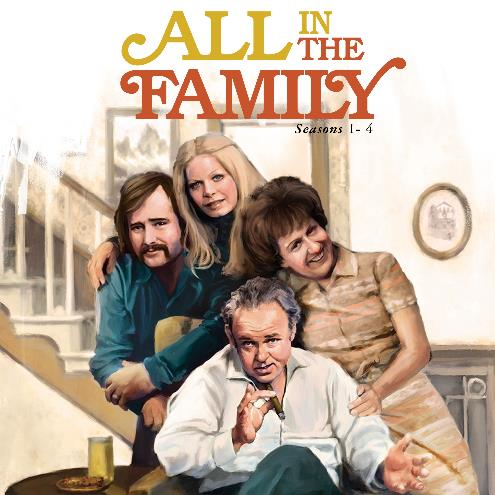 ALL IN
THE
FAMILY
Seasons 1- 4